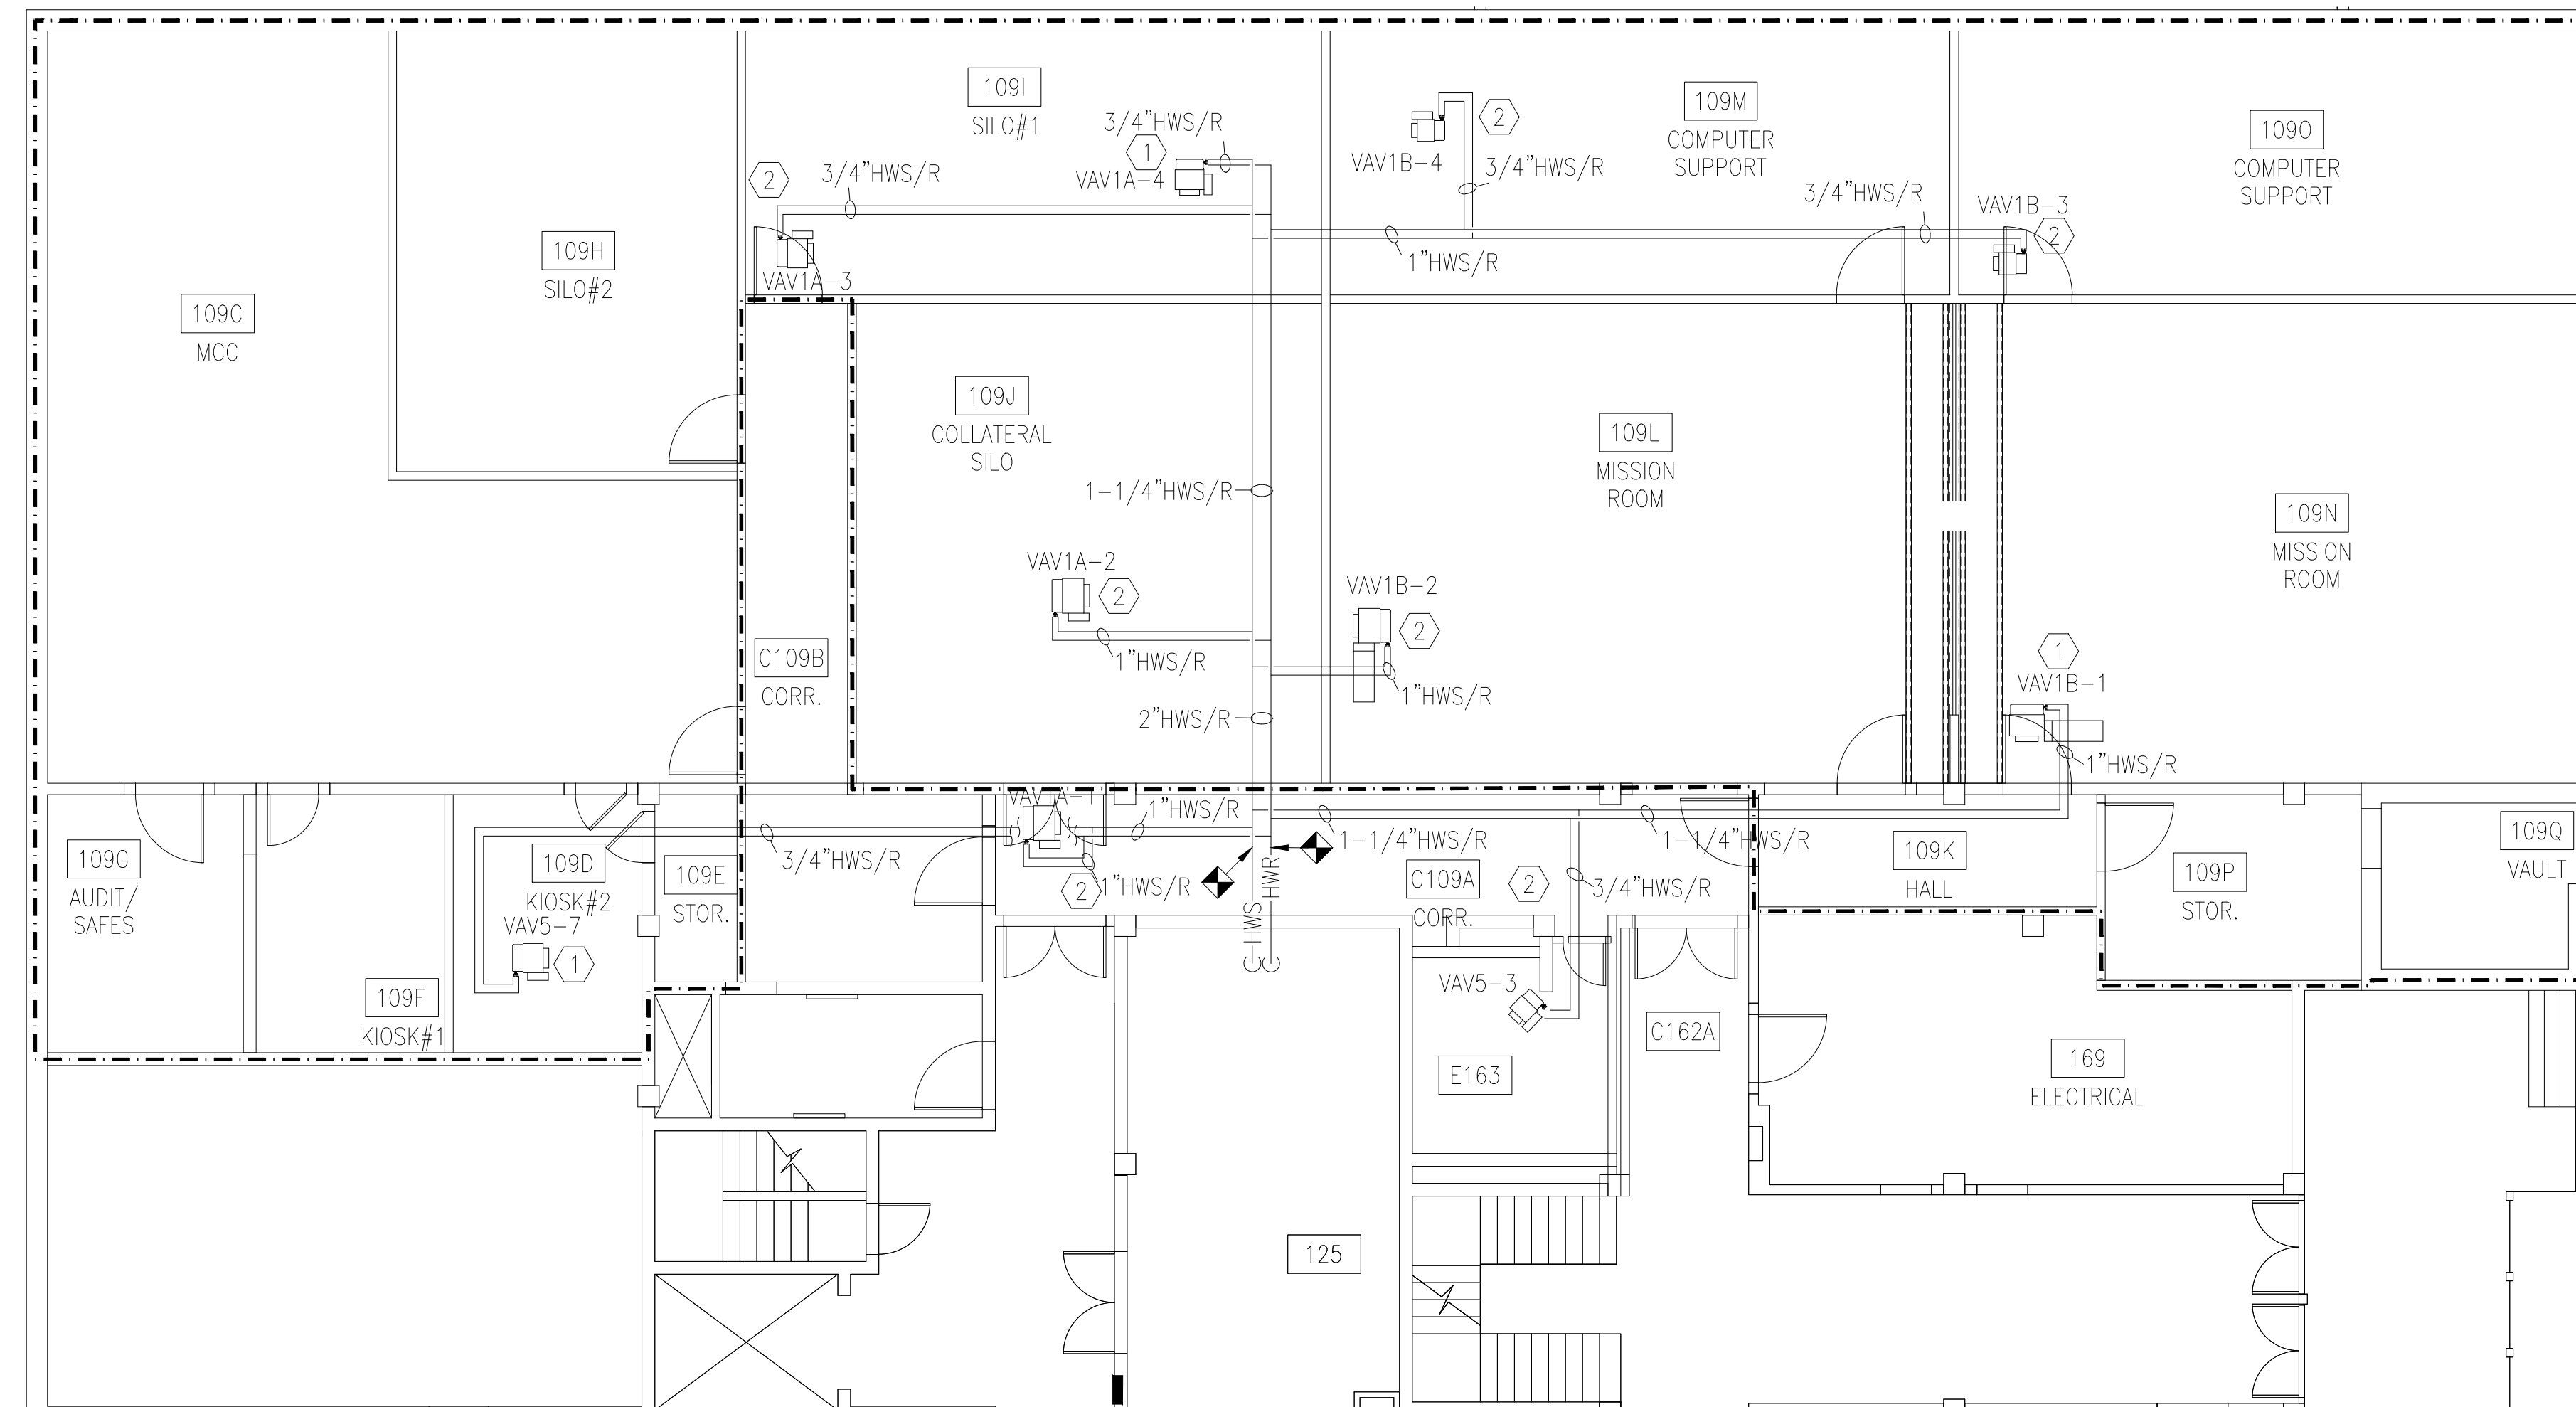 109I
SILO#1
3/4"HWS/R
1
VAV1A-4
2
3/4"HWS/R
VAV1A-3
109H
SILO#2
109C
MCC
2
VAV1B-4
3/4"HWS/R
109M
COMPUTER
SUPPORT
1"HWS/R
3/4"HWS/R
VAV1B-3
2
109O
COMPUTER
SUPPORT
109J
COLLATERAL
SILO
1-1/4"HWS/R
109L
MISSION
ROOM
109N
MISSION
ROOM
VAV1A-2
2
1"HWS/R
VAV1B-2
2
1"HWS/R
C109B
CORR.
2"HWS/R
1
VAV1B-1
1"HWS/R
VAV1A-1
1"HWS/R
1-1/4"HWS/R
1-1/4"HWS/R
3/4"HWS/R
1"HWS/R
2
HWS
HWR
109G
AUDIT/
SAFES
109D
KIOSK#2
VAV5-7
1
109E
STOR.
109F
KIOSK#1
C109A
CORR.
2
3/4"HWS/R
109K
HALL
109P
STOR.
109Q
VAULT
VAV5-3
E163
C162A
169
ELECTRICAL
125